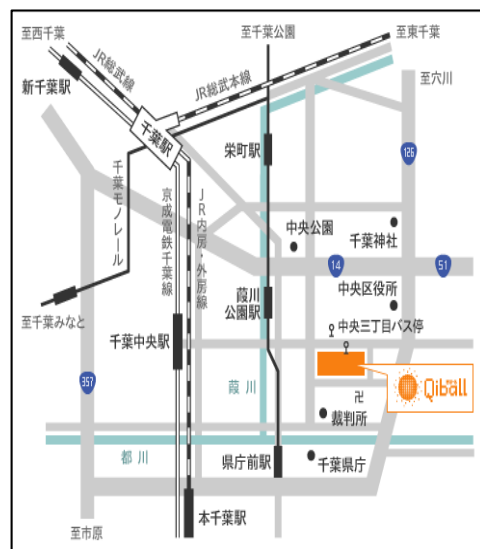 至西千葉
至千葉公園
至東千葉
JR総武線
JR総武本線
新千葉駅
至穴川
千葉駅
栄町駅
126
千葉モノレール
京成電鉄千葉線
JR内房・外房線
中央公園
千葉神社
14
51
葭川
公園駅
中央区役所
至千葉みなと
千葉中央駅
中央三丁目バス停
357
葭川
Qiball
卍
裁判所
都川
県庁前駅
千葉県庁
本千葉駅
至市原